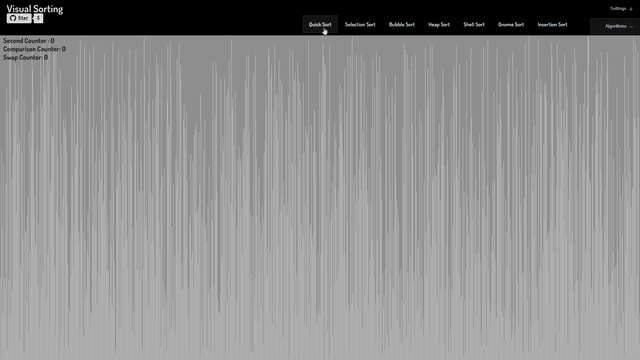 Visual Sorting
Star 6
Settings
Quick Sort Selection Sort Bubble Sort Heap Sort Shell Sort Gnome Sort Insertion Sort Algorithms
Second Counter : 0
Comparison Counter: 0
Swap Counter: 0